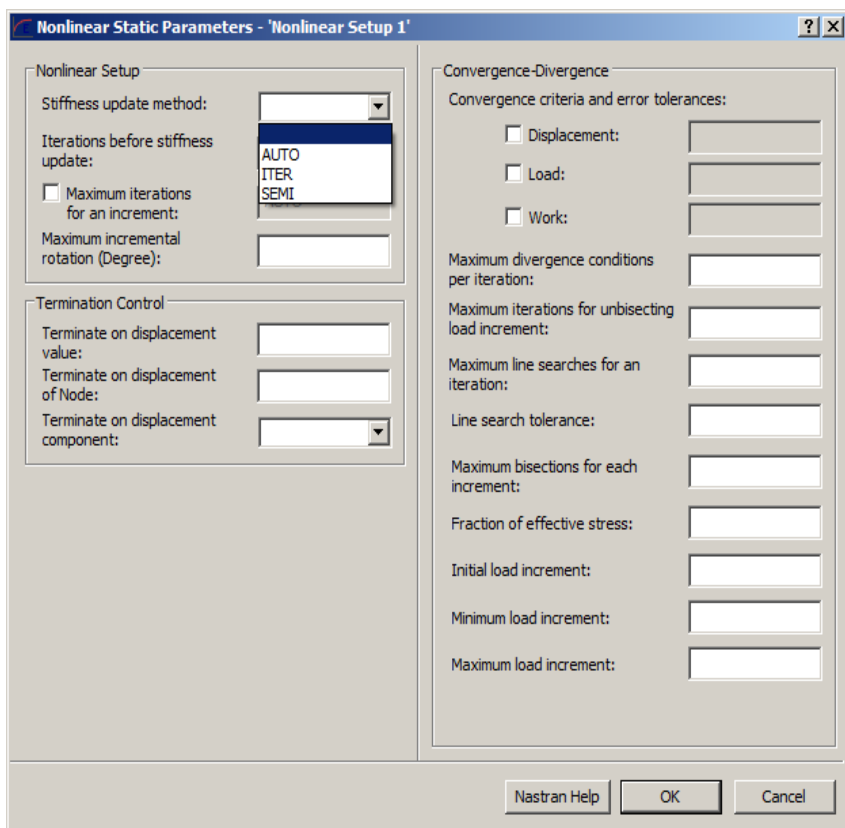 Nonlinear Static Parameters - 'Nonlinear Setup 1'
Nonlinear Setup
Stiffness update method:
Iterations before stiffness
update:
AUTO
ITER
SEMI
Maximum iterations
for an increment:
Maximum incremental
rotation (Degree):
Termination Control
Terminate on displacement
value:
Terminate on displacement
of Node:
Terminate on displacement
component:
Convergence-Divergence
Convergence criteria and error tolerances:
Displacement:
Load:
Work:
Maximum divergence conditions
per iteration:
Maximum iterations for unbisecting
load increment:
Maximum line searches for an
iteration:
Line search tolerance:
Maximum bisections for each
increment:
Fraction of effective stress:
Initial load increment:
Minimum load increment:
Maximum load increment:
Nastran Help
OK
Cancel